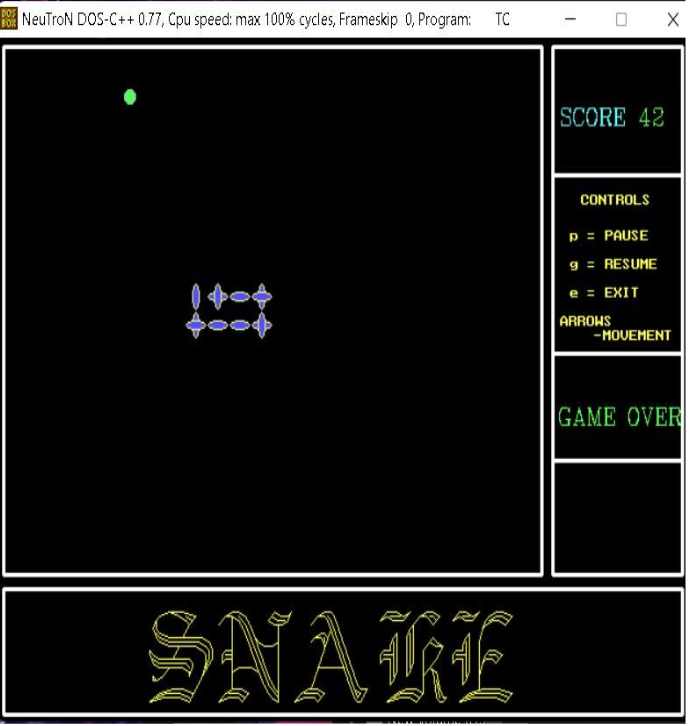 NeuTroN DOS-C++ 0.77, Cpu speed: max 100% cycles, Frameskip 0, Program: TC
SCORE 42
CONTROLS
p = PAUSE
g = RESUME
e = EXIT
ARROWS
-MOVEMENT
GAME OVER
SNAKE